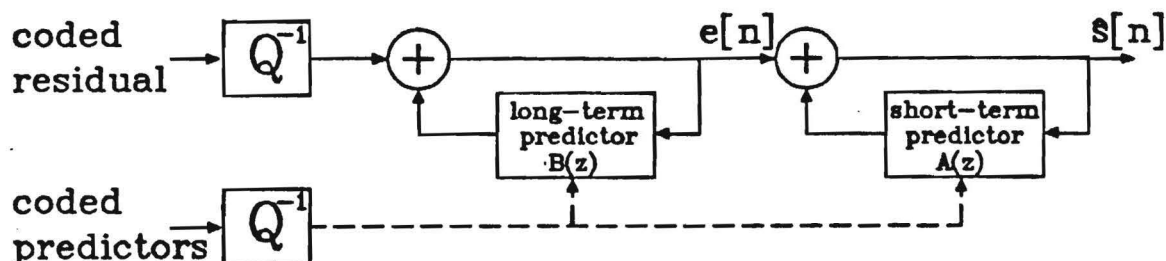 coded
residual
Q⁻¹
+
e[n]
+
ŝ[n]
long-term
predictor
B(z)
short-term
predictor
A(z)
coded
predictors
Q⁻¹